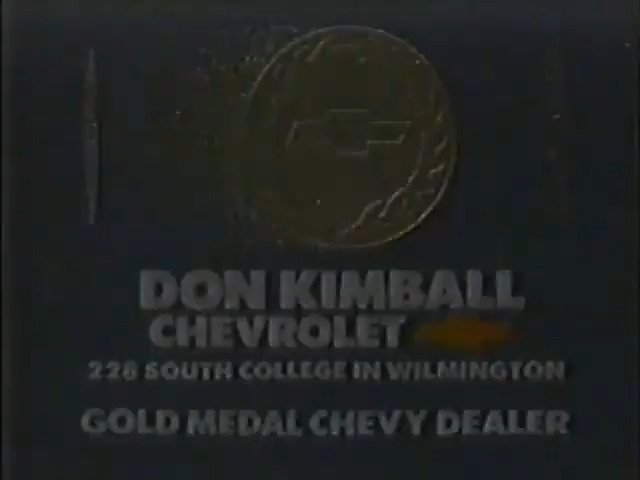 DON KIMBALL
CHEVROLET
228 SOUTH COLLEGE IN WILMINGTON
GOLD MEDAL CHEVY DEALER